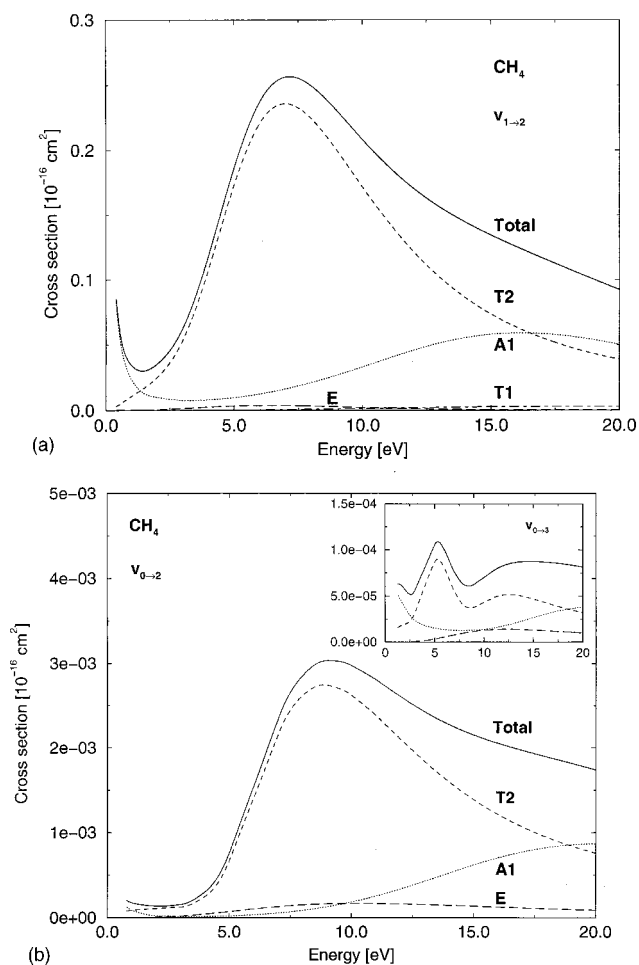 0.3
0.2
0.1
0.0
Cross section [10⁻¹⁶ cm²]
CH₄
v₁→₂
Total
T2
A1
E
T1
0.0 5.0 10.0 15.0 20.0
Energy [eV]
(a)
5e−03
4e−03
3e−03
2e−03
1e−03
0e+00
Cross section [10⁻¹⁶ cm²]
CH₄
v₀→₂
1.5e−04
1.0e−04
5.0e−05
0.0e+00
v₀→₃
0 5 10 15 20
Total
T2
A1
E
0.0 5.0 10.0 15.0 20.0
Energy [eV]
(b)